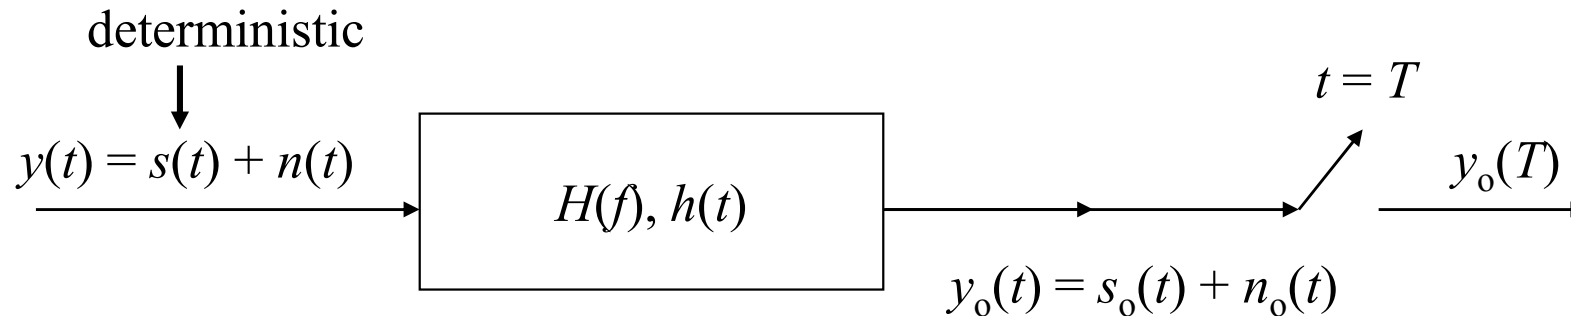 deterministic
t = T
y(t) = s(t) + n(t)
H(f), h(t)
yₒ(T)
yₒ(t) = sₒ(t) + nₒ(t)